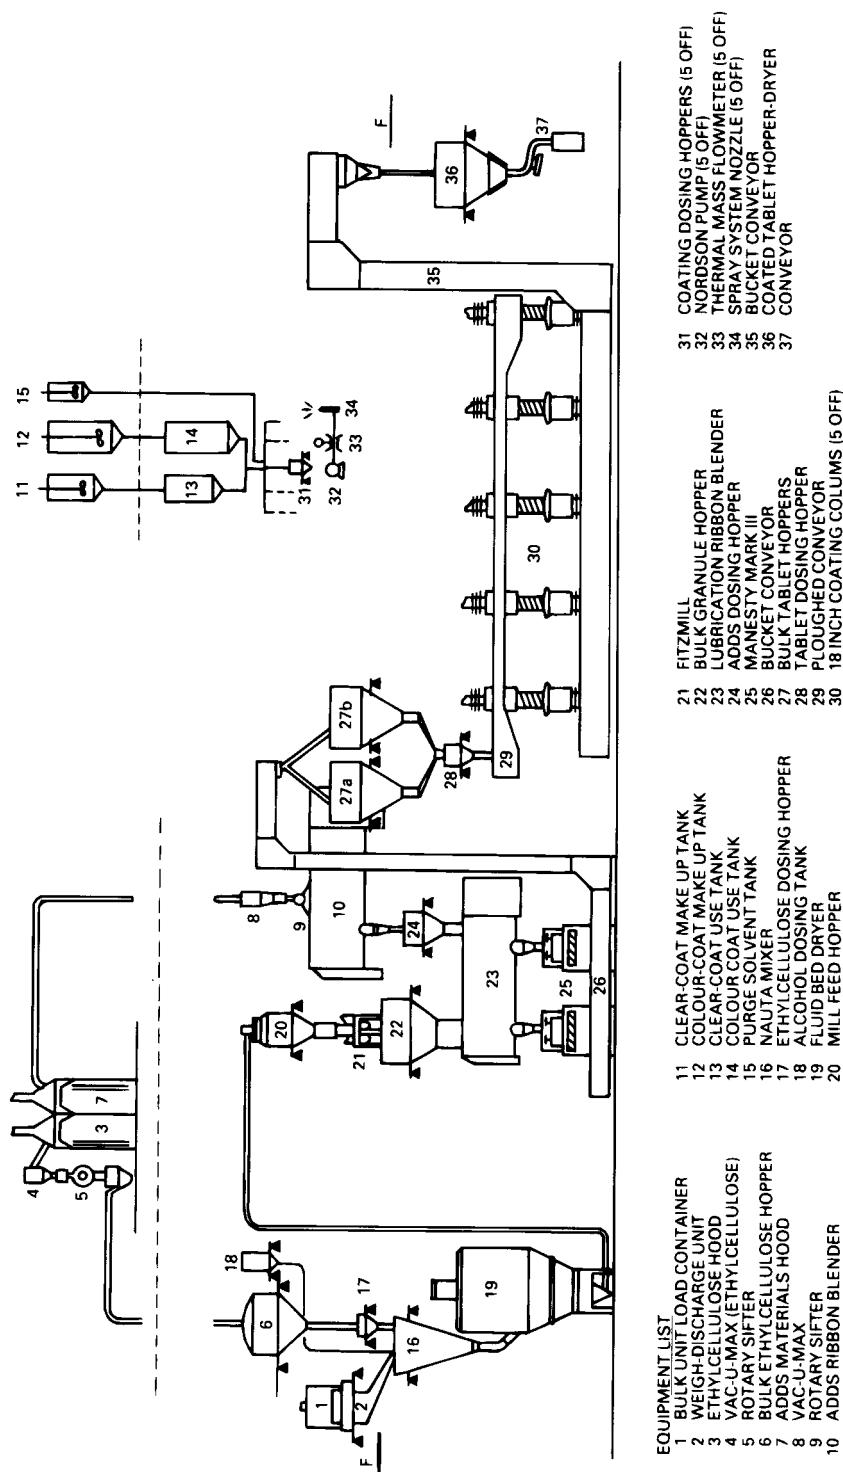 EQUIPMENT LIST
1 BULK UNIT LOAD CONTAINER
2 WEIGH-DISCHARGE UNIT
3 ETHYLCELLULOSE HOOD
4 VAC-U-MAX (ETHYLCELLULOSE)
5 ROTARY SIFTER
6 BULK ETHYLCELLULOSE HOPPER
7 ADDS MATERIALS HOOD
8 VAC-U-MAX
9 ROTARY SIFTER
10 ADDS RIBBON BLENDER
11 CLEAR-COAT MAKE UP TANK
12 COLOUR-COAT MAKE UP TANK
13 CLEAR-COAT USE TANK
14 COLOUR COAT USE TANK
15 PURGE SOLVENT TANK
16 NAUTA MIXER
17 ETHYLCELLULOSE DOSING HOPPER
18 ALCOHOL DOSING TANK
19 FLUID BED DRYER
20 MILL FEED HOPPER
21 FITZMILL
22 BULK GRANULE HOPPER
23 LUBRICATION RIBBON BLENDER
24 ADDS DOSING HOPPER
25 MANESTY MARK III
26 BUCKET CONVEYOR
27 BULK TABLET HOPPERS
28 TABLET DOSING HOPPER
29 PLOUGHED CONVEYOR
30 18 INCH COATING COLUMS (5 OFF)
31 COATING DOSING HOPPERS (5 OFF)
32 NORDSON PUMP (5 OFF)
33 THERMAL MASS FLOWMETER (5 OFF)
34 SPRAY SYSTEM NOZZLE (5 OFF)
35 BUCKET CONVEYOR
36 COATED TABLET HOPPER-DRYER
37 CONVEYOR
F
1
2
3
4
5
6
7
8
9
10
11
12
13
14
15
16
17
18
19
20
21
22
23
24
25
26
27a
27b
28
29
30
31
32
33
34
35
36
37
F